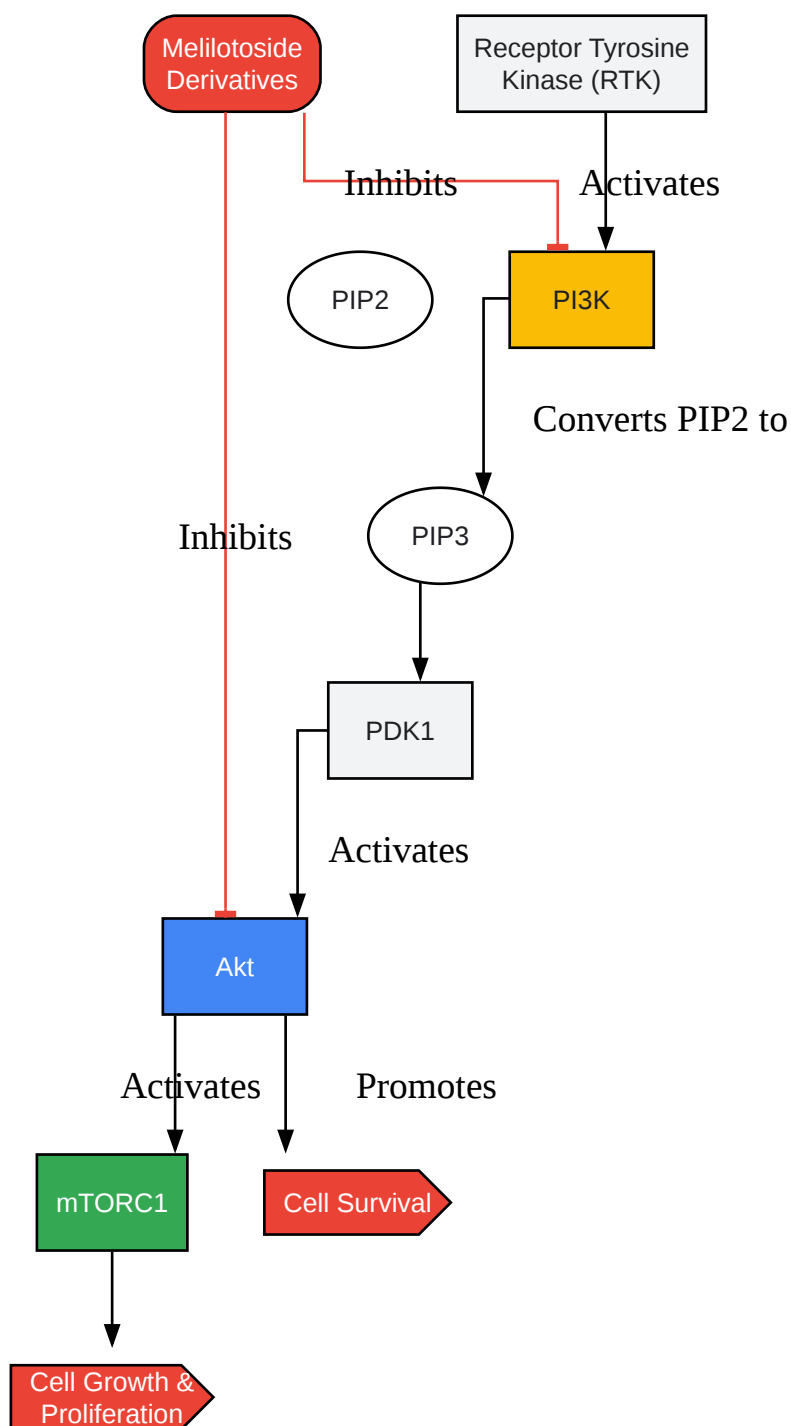 Melilotoside
Derivatives
Receptor Tyrosine
Kinase (RTK)
Inhibits
Activates
PIP2
PI3K
Converts PIP2 to
Inhibits
PIP3
PDK1
Activates
Akt
Activates
Promotes
mTORC1
Cell Survival
Cell Growth &
Proliferation